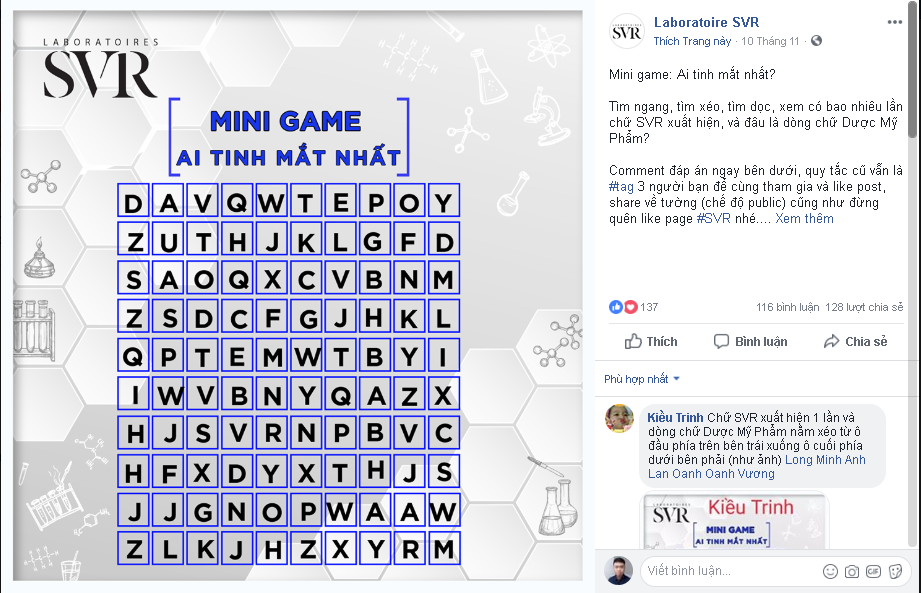 LABORATOIRES
SVR
MINI GAME
AI TINH MẮT NHẤT
D A V Q W T E P O Y
Z U T H J K L G F D
S A O Q X C V B N M
Z S D C F G J H K L
Q P T E M W T B Y I
I W V B N Y Q A Z X
H J S V R N P B V C
H F X D Y X T H J S
J J G N O P W A A W
Z L K J H Z X Y R M
SVR
Laboratoire SVR
Thích Trang này · 10 Tháng 11 ·
Mini game: Ai tinh mắt nhất?
Tìm ngang, tìm xéo, tìm dọc, xem có bao nhiêu lần
chữ SVR xuất hiện, và đâu là dòng chữ Dược Mỹ
Phẩm?
Comment đáp án ngay bên dưới, quy tắc cũ vẫn là
#tag 3 người bạn để cùng tham gia và like post,
share về tường (chế độ public) cũng như đừng
quên like page #SVR nhé.... Xem thêm
137
116 bình luận 128 lượt chia sẻ
Thích Bình luận Chia sẻ
Phù hợp nhất
Kiều Trinh Chữ SVR xuất hiện 1 lần và
dòng chữ Dược Mỹ Phẩm nằm xéo từ ô
đầu phía trên bên trái xuống ô cuối phía
dưới bên phải (như ảnh) Long Minh Anh
Lan Oanh Oanh Vương
LABORATOIRES
SVR
Kiều Trinh
MINI GAME
AI TINH MẮT NHẤT
Viết bình luận...
GIF